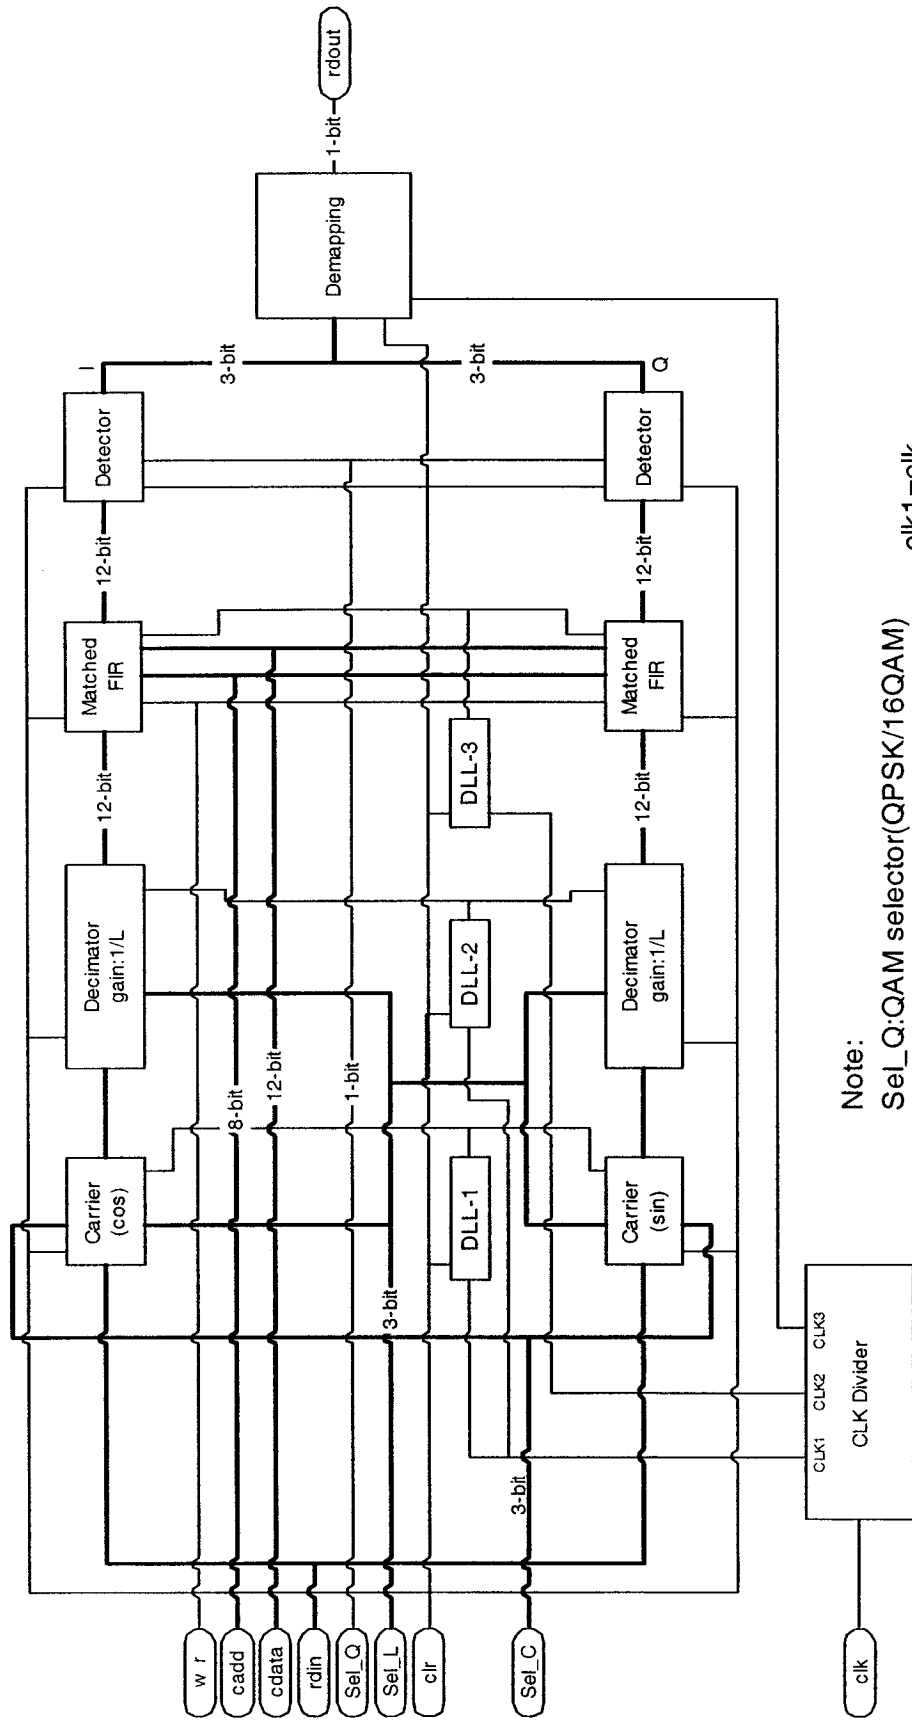 w r
cadd
cdata
rdin
Sel_Q
Sel_L
clr
Sel_C
clk
Carrier
(cos)
Decimator
gain:1/L
12-bit
Matched
FIR
12-bit
Detector
I
3-bit
8-bit
12-bit
1-bit
3-bit
3-bit
DLL-1
DLL-2
DLL-3
Demapping
1-bit
rdout
Carrier
(sin)
Decimator
gain:1/L
12-bit
Matched
FIR
12-bit
Detector
Q
3-bit
CLK1
CLK2
CLK3
CLK Divider
Note:
Sel_Q:QAM selector(QPSK/16QAM)
clk1=clk